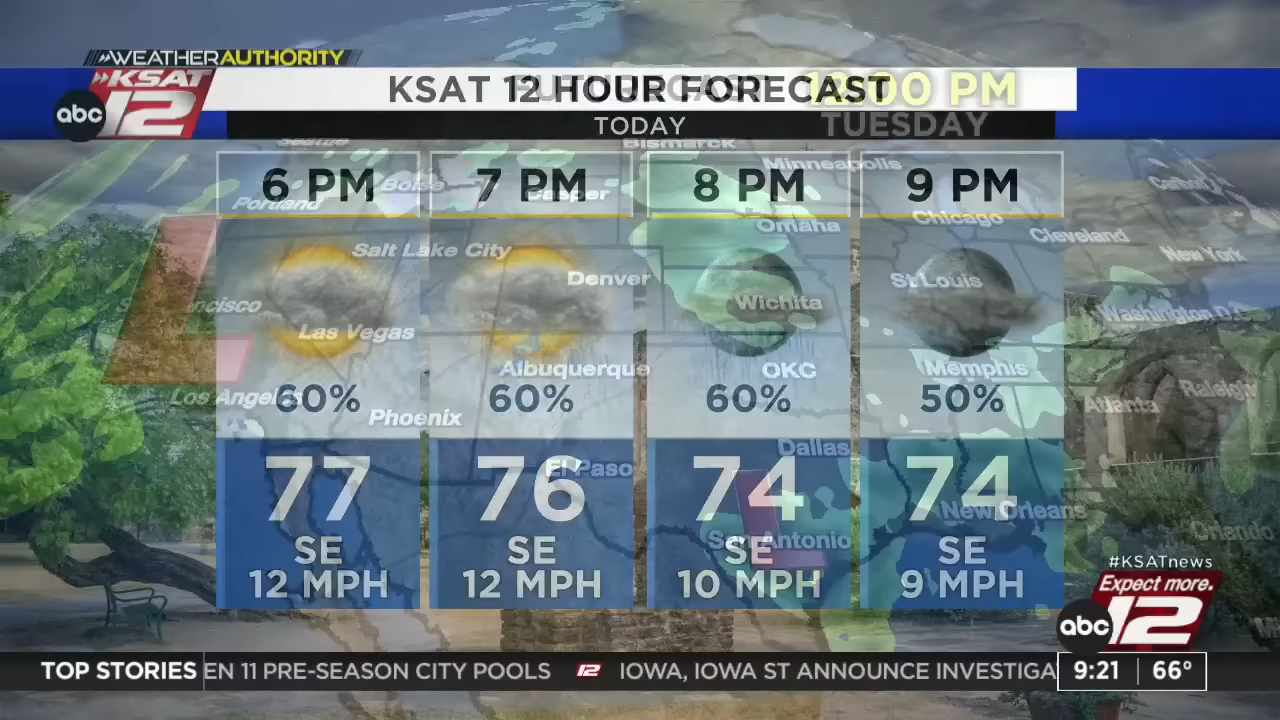 WEATHERAUTHORITY
KSAT
12
abc
KSAT 12 HOUR FORECAST
12:00 PM
TODAY
TUESDAY
Seattle
Bismarck
Minneapolis
6 PM
7 PM
8 PM
9 PM
Portland
Boise
Casper
Omaha
Chicago
Cleveland
New York
Salt Lake City
Denver
St Louis
Wichita
ncisco
Las Vegas
Washington D.C.
Albuquerque
OKC
Memphis
Raleigh
60%
60%
60%
50%
Los Angeles
Phoenix
Atlanta
Dallas
77
76
74
74
El Paso
New Orleans
Orlando
San Antonio
SE
SE
SE
SE
12 MPH
12 MPH
10 MPH
9 MPH
#KSATnews
Expect more.
abc
12
TOP STORIES
EN 11 PRE-SEASON CITY POOLS
12
IOWA, IOWA ST ANNOUNCE INVESTIGA
9:21
66°